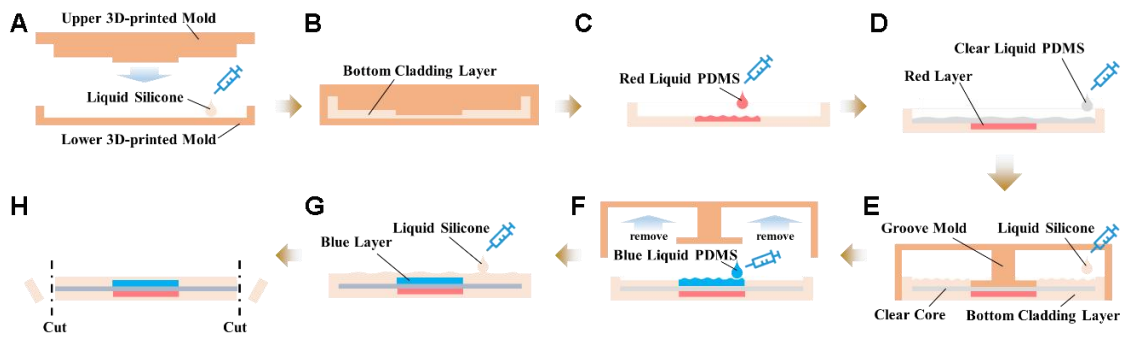 A
Upper 3D-printed Mold
Liquid Silicone
Lower 3D-printed Mold
B
Bottom Cladding Layer
C
Red Liquid PDMS
D
Clear Liquid PDMS
Red Layer
H
Cut
Cut
G
Liquid Silicone
Blue Layer
F
remove
remove
Blue Liquid PDMS
E
Groove Mold
Liquid Silicone
Clear Core
Bottom Cladding Layer